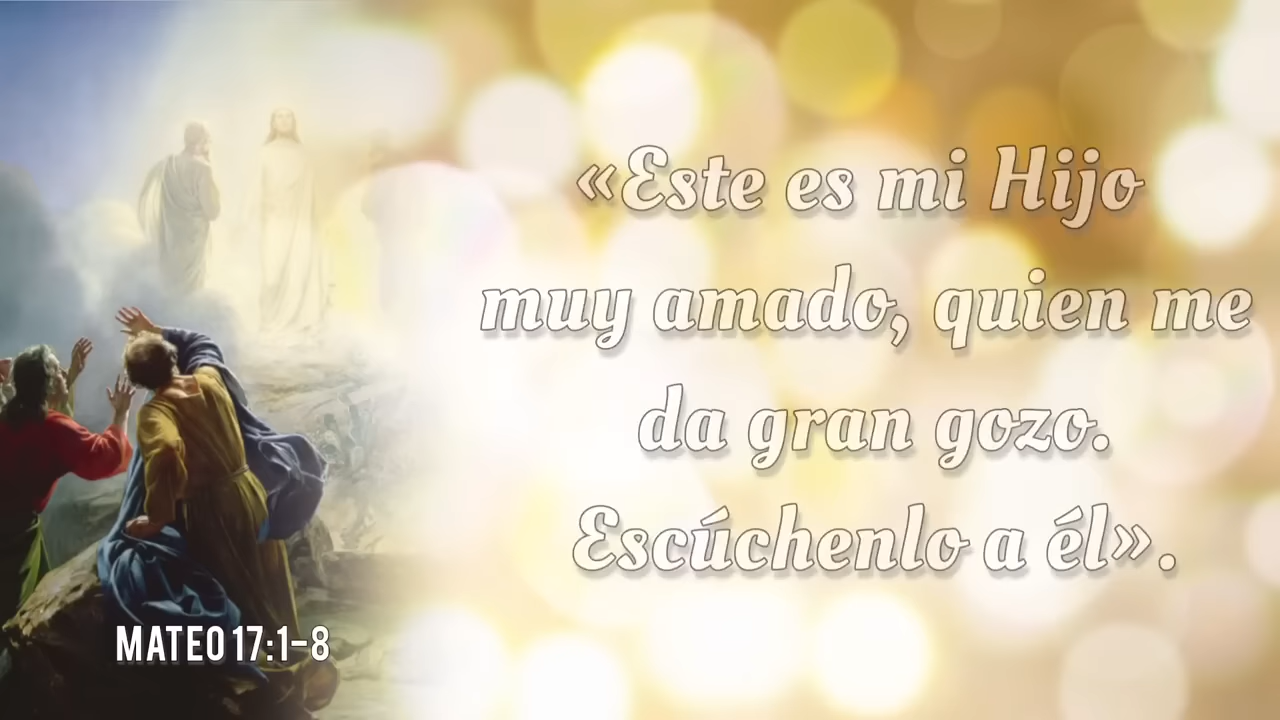 «Este es mi Hijo
muy amado, quien me
da gran gozo.
Escúchenlo a él».
MATEO 17:1-8